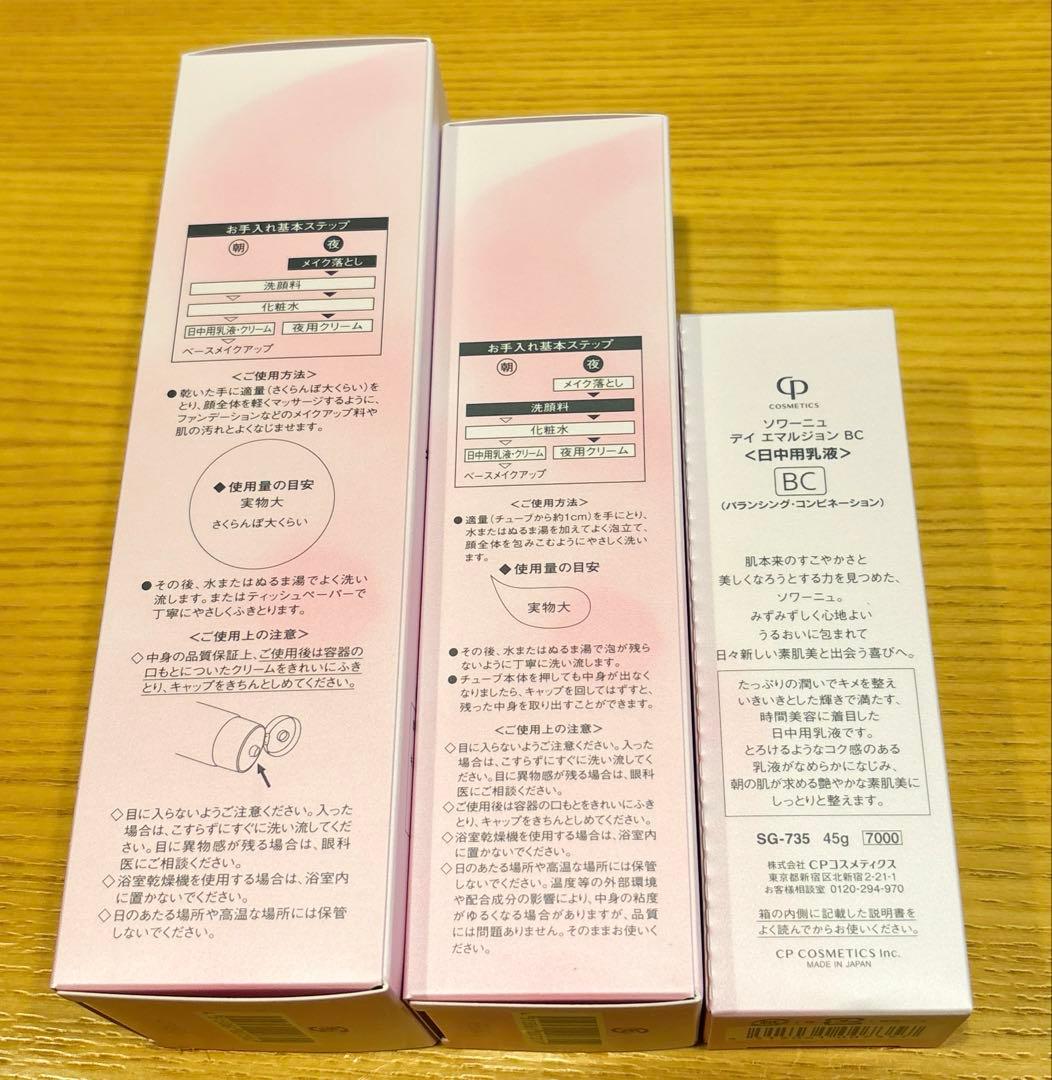 お手入れ基本ステップ
朝 夜
メイク落とし
洗顔料
化粧水
日中用乳液・クリーム 夜用クリーム
ベースメイクアップ
<ご使用方法>
●乾いた手に適量(さくらんぼ大くらい)を
とり、顔全体を軽くマッサージするように、
ファンデーションなどのメイクアップ料や
肌の汚れとよくなじませます。
◆使用量の目安
実物大
さくらんぼ大くらい
●その後、水またはぬるま湯でよく洗い
流します。またはティッシュペーパーで
丁寧にやさしくふきとります。
<ご使用上の注意>
◇中身の品質保証上、ご使用後は容器の
口もとについたクリームをきれいにふき
とり、キャップをきちんとしめてください。
◇目に入らないようご注意ください。入った
場合は、こすらずにすぐに洗い流してくだ
さい。目に異物感が残る場合は、眼科
医にご相談ください。
◇浴室乾燥機を使用する場合は、浴室内
に置かないでください。
◇日のあたる場所や高温な場所には保管
しないでください。
お手入れ基本ステップ
朝 夜
メイク落とし
洗顔料
化粧水
日中用乳液・クリーム 夜用クリーム
ベースメイクアップ
<ご使用方法>
●適量(チューブから約1cm)を手にとり、
水またはぬるま湯を加えてよく泡立て、
顔全体を包みこむようにやさしく洗い
ます。
◆使用量の目安
実物大
●その後、水またはぬるま湯で泡が残ら
ないように丁寧に洗い流します。
●チューブ本体を押しても中身が出なく
なりましたら、キャップを回してはずすと、
残った中身を取り出すことができます。
<ご使用上の注意>
◇目に入らないようご注意ください。入った
場合は、こすらずにすぐに洗い流してくだ
さい。目に異物感が残る場合は、眼科
医にご相談ください。
◇ご使用後は容器の口もとをきれいにふき
とり、キャップをきちんとしめてください。
◇浴室乾燥機を使用する場合は、浴室内
に置かないでください。
◇日のあたる場所や高温な場所には保管
しないでください。温度等の外部環境
や配合成分の影響により、中身の粘度
がゆるくなる場合がありますが、品質
には問題ありません。そのままお使いく
ださい。
CP
COSMETICS
ソワーニュ
デイ エマルジョン BC
<日中用乳液>
BC
(バランシング・コンビネーション)
肌本来のすこやかさと
美しくなろうとする力を見つめた、
ソワーニュ。
みずみずしく心地よい
うるおいに包まれて
日々新しい素肌美と出会う喜びへ。
たっぷりの潤いでキメを整え
いきいきとした輝きで満たす、
時間美容に着目した
日中用乳液です。
とろけるようなコク感のある
乳液がなめらかになじみ、
朝の肌が求める艶やかな素肌美に
しっとりと整えます。
SG-735 45g 7000
株式会社 CPコスメティクス
東京都新宿区北新宿2-21-1
お客様相談室 0120-294-970
箱の内側に記載した説明書を
よく読んでからお使いください。
CP COSMETICS Inc.
MADE IN JAPAN